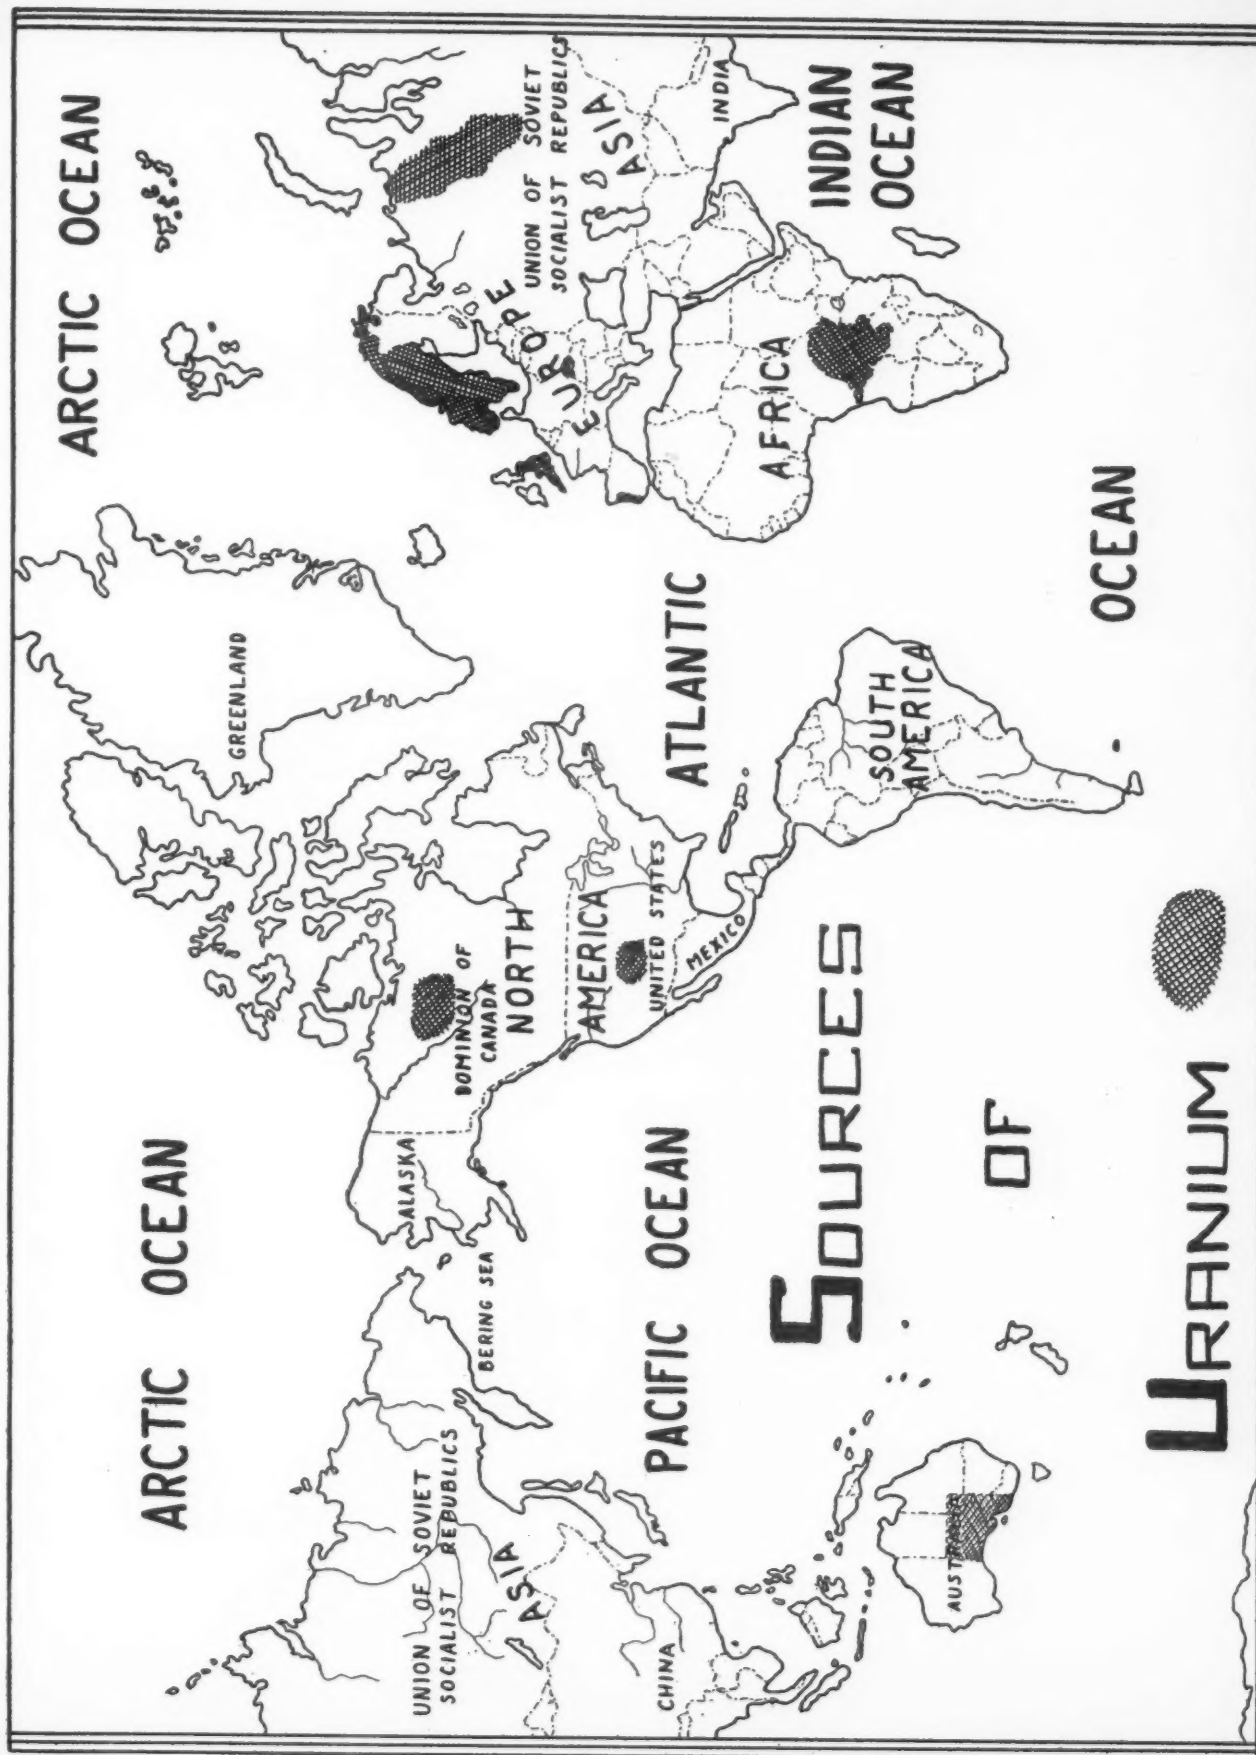 ARCTIC OCEAN
ARCTIC OCEAN
GREENLAND
ALASKA
BERING SEA
DOMINION OF
CANADA
NORTH
AMERICA
UNITED STATES
MEXICO
UNION OF SOVIET
SOCIALIST REPUBLICS
ASIA
CHINA
EUROPE
UNION OF SOVIET
SOCIALIST REPUBLICS
ASIA
INDIA
PACIFIC OCEAN
ATLANTIC
OCEAN
AFRICA
INDIAN
OCEAN
SOUTH
AMERICA
AUSTRALIA
SOURCES
OF
URANIUM